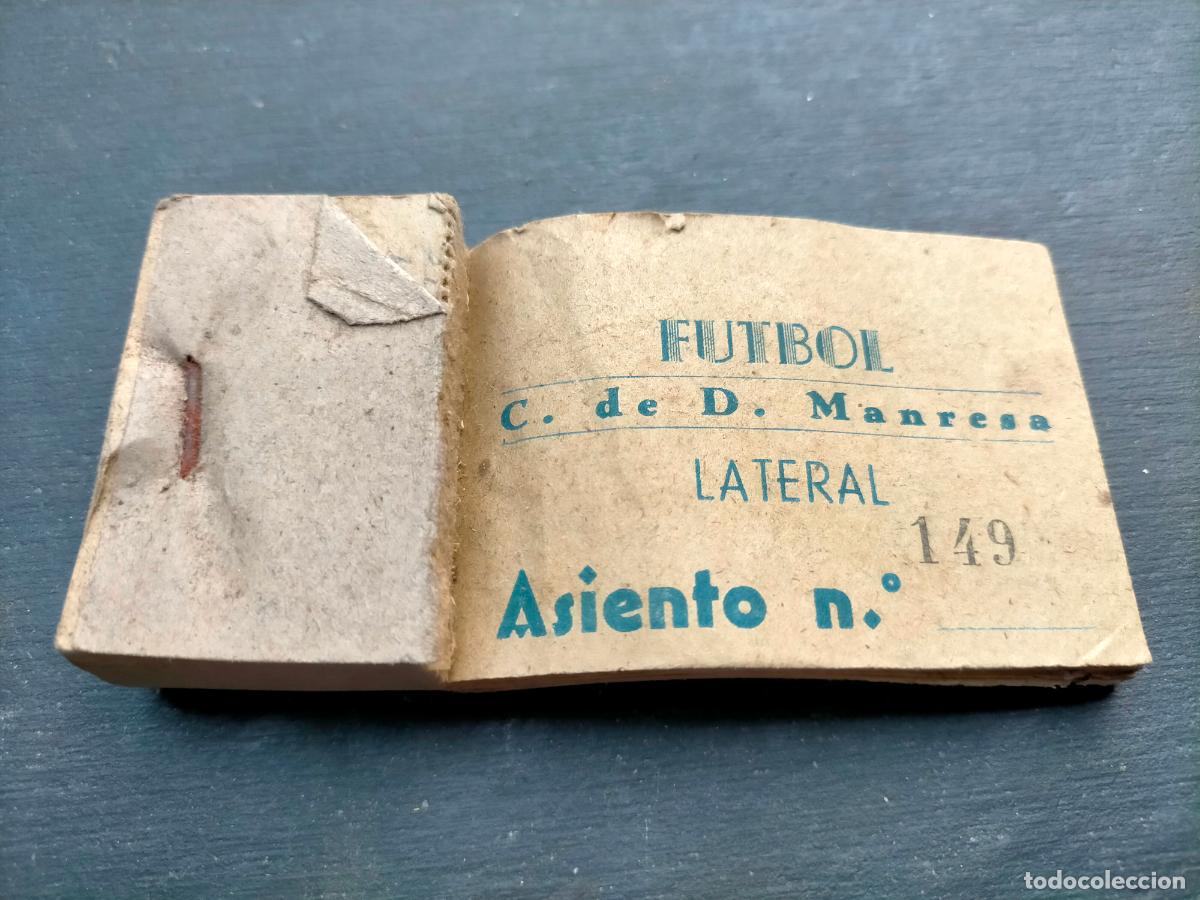 FUTBOL
C. de D. Manresa
LATERAL
149
Asiento n.º
todocoleccion